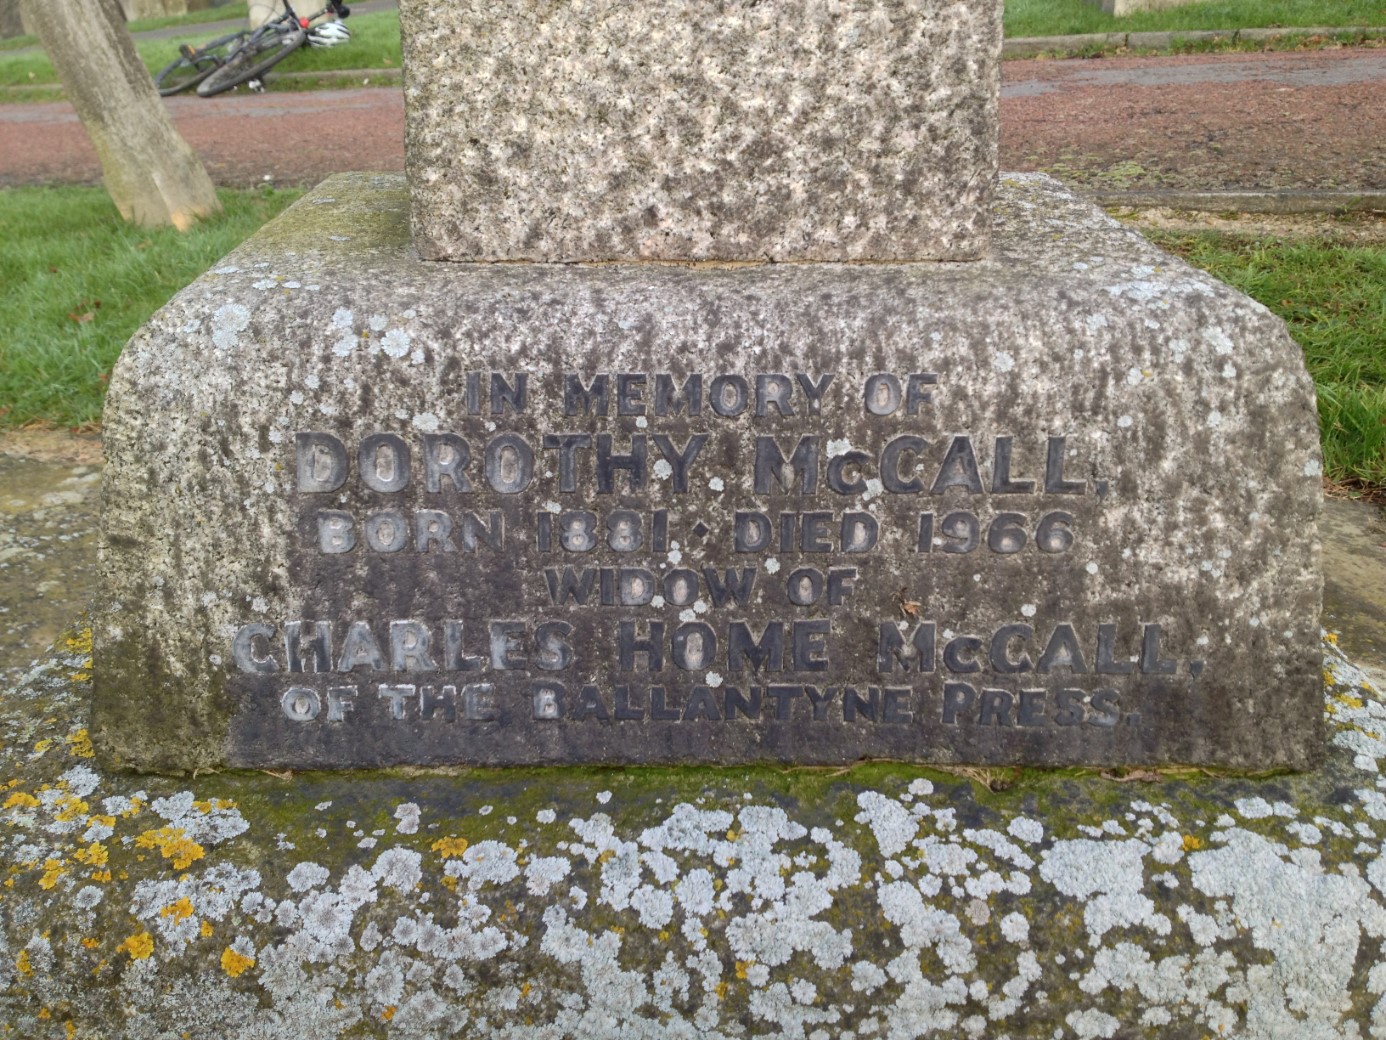 IN MEMORY OF
DOROTHY McCALL,
BORN 1881 · DIED 1966
WIDOW OF
CHARLES HOME McCALL,
OF THE BALLANTYNE PRESS.